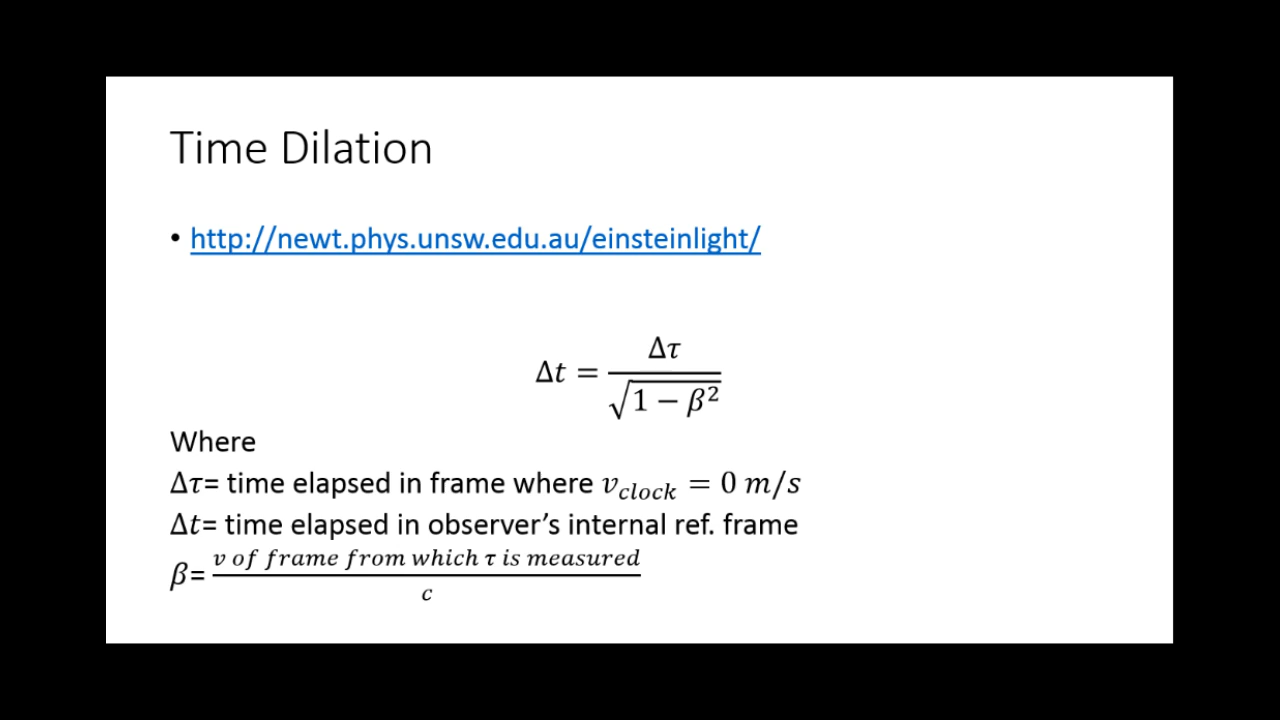 Time Dilation
• http://newt.phys.unsw.edu.au/einsteinlight/
Δt = Δτ / √(1 − β²)
Where
Δτ= time elapsed in frame where v_clock = 0 m/s
Δt= time elapsed in observer’s internal ref. frame
β= v of frame from which τ is measured / c